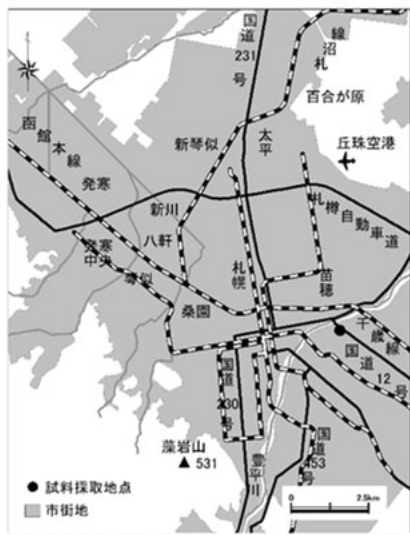 国道
231
号
札沼線
百合が原
新琴似
太平
丘珠空港
函館本線
発寒
新川
札樽自動車道
八軒
発寒中央
琴似
札幌
苗穂
桑園
千歳線
国道
12号
国道
230
号
国道
453
号
藻岩山
▲ 531
豊平川
● 試料採取地点
市街地
0 2.5km